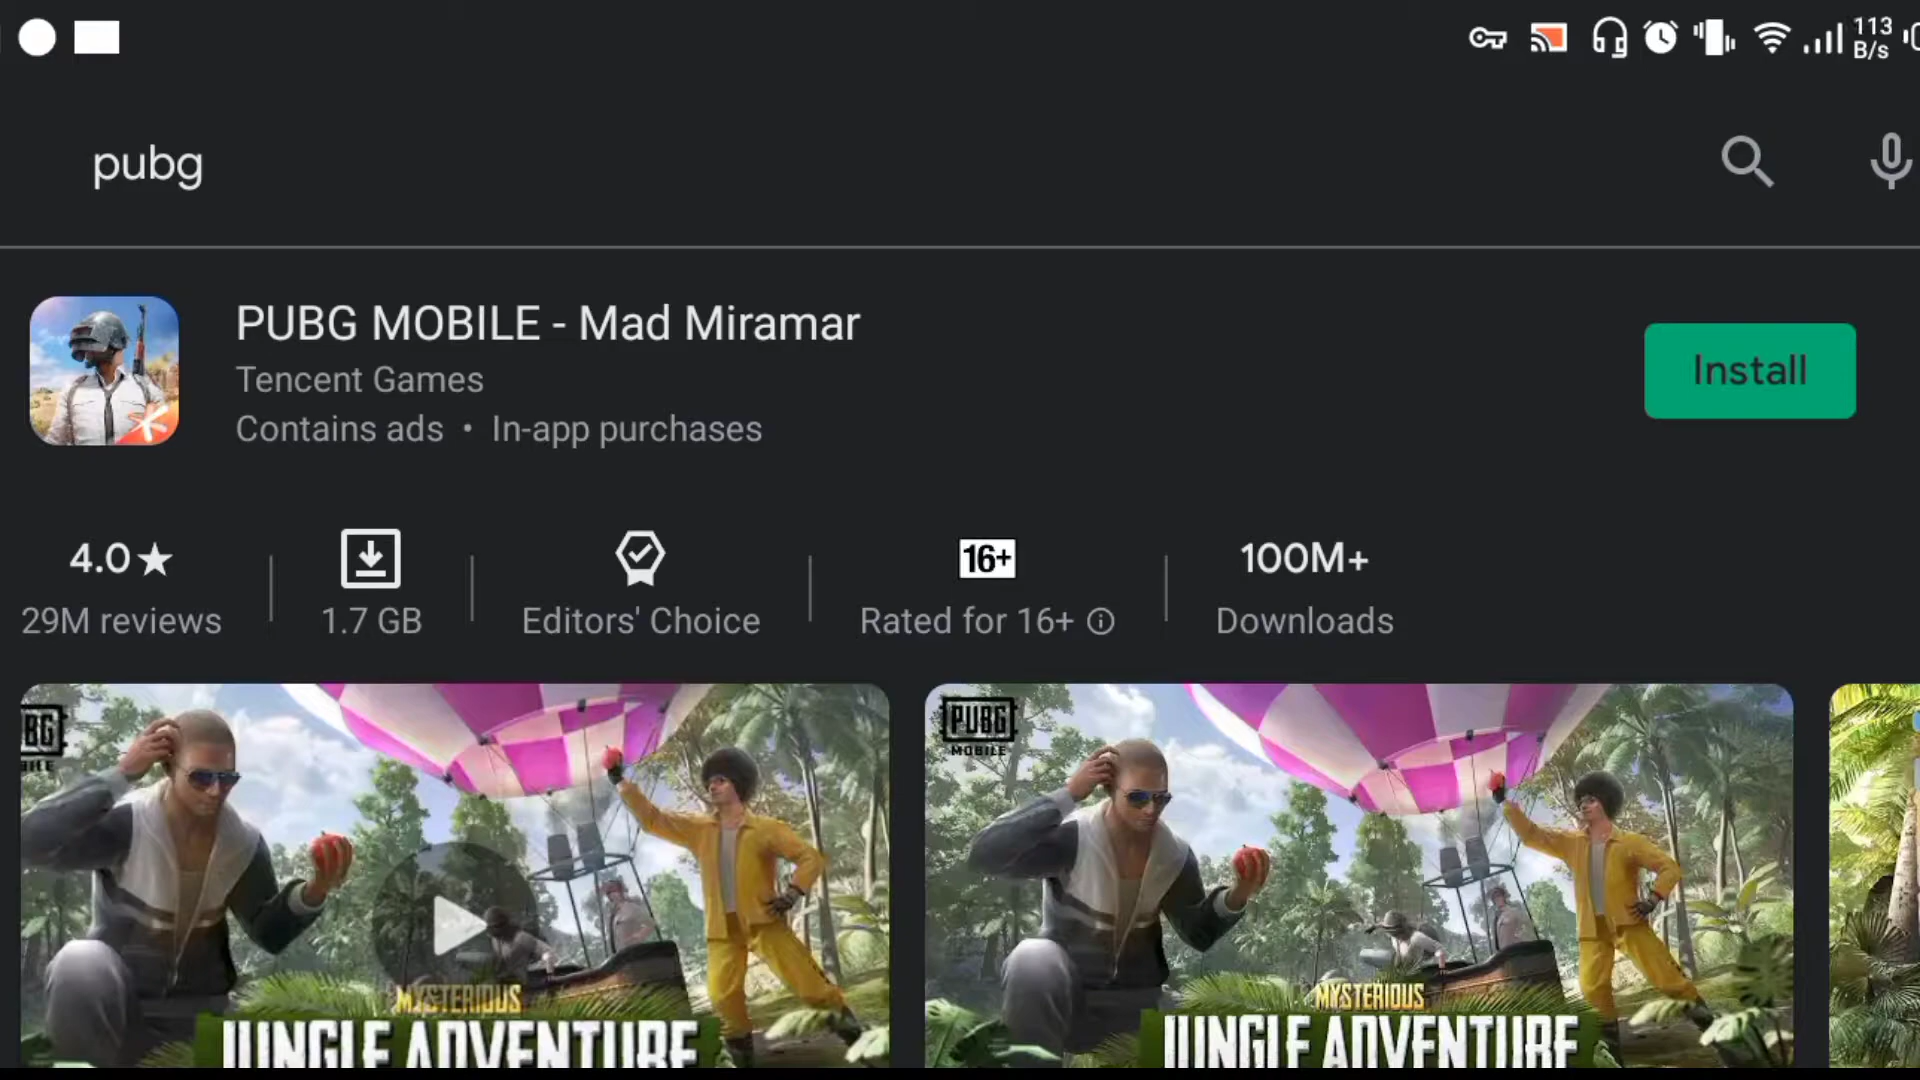 113
B/s
pubg
PUBG MOBILE - Mad Miramar
Tencent Games
Contains ads • In-app purchases
Install
4.0★
29M reviews
1.7 GB
Editors' Choice
16+
Rated for 16+
100M+
Downloads
BG
MYSTERIOUS
JUNGLE ADVENTURE
PUBG
MOBILE
MYSTERIOUS
JUNGLE ADVENTURE